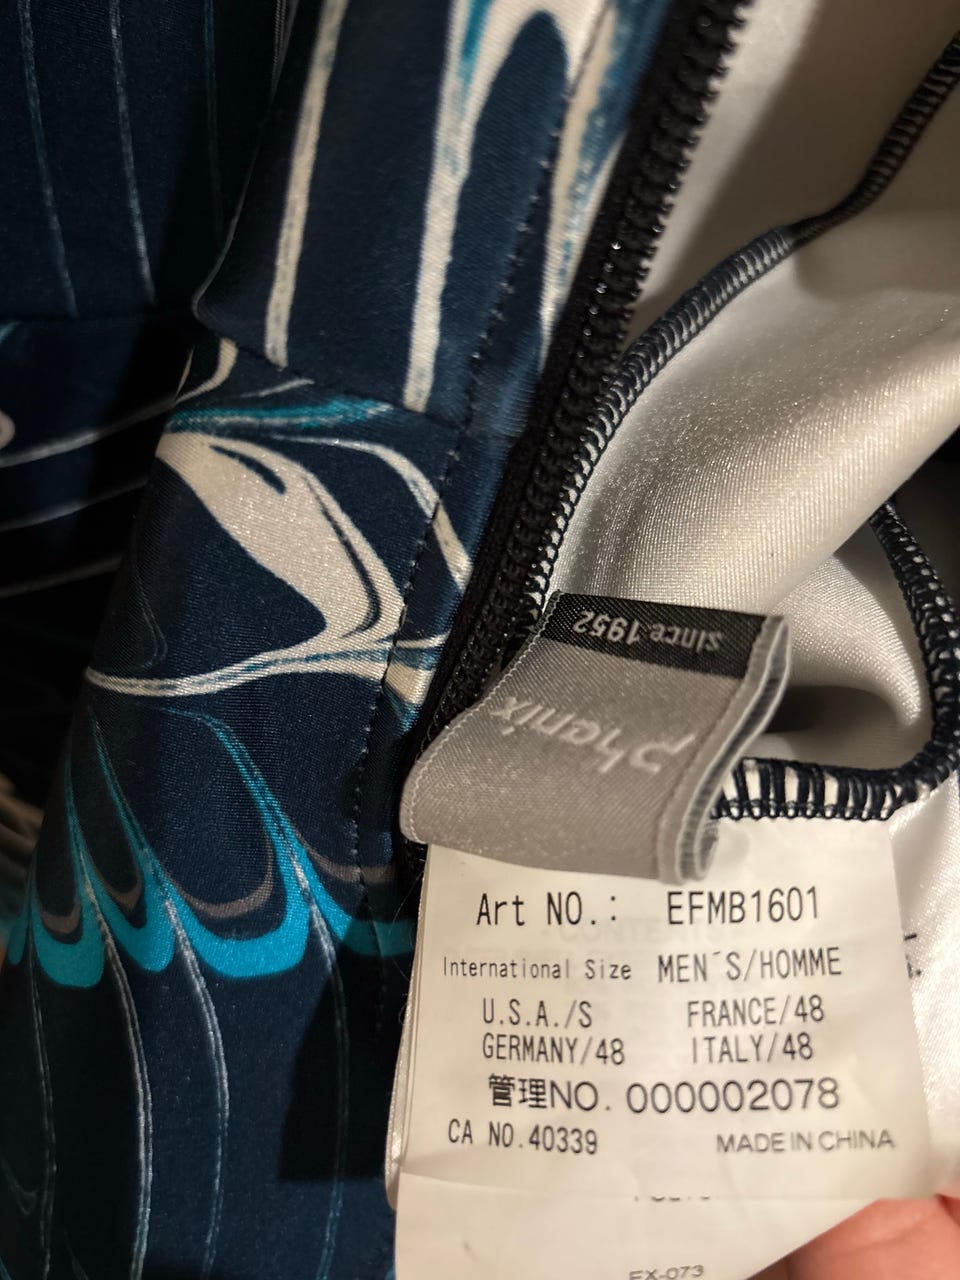 since 1952
phenix
Art NO.: EFMB1601
International Size MEN´S/HOMME
U.S.A./S FRANCE/48
GERMANY/48 ITALY/48
管理NO. 000002078
CA NO.40339 MADE IN CHINA
EX-073